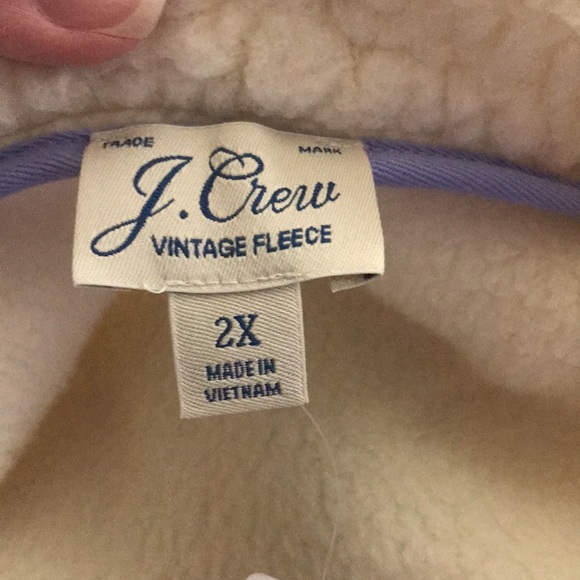 TRADE MARK
J. Crew
VINTAGE FLEECE
2X
MADE IN
VIETNAM